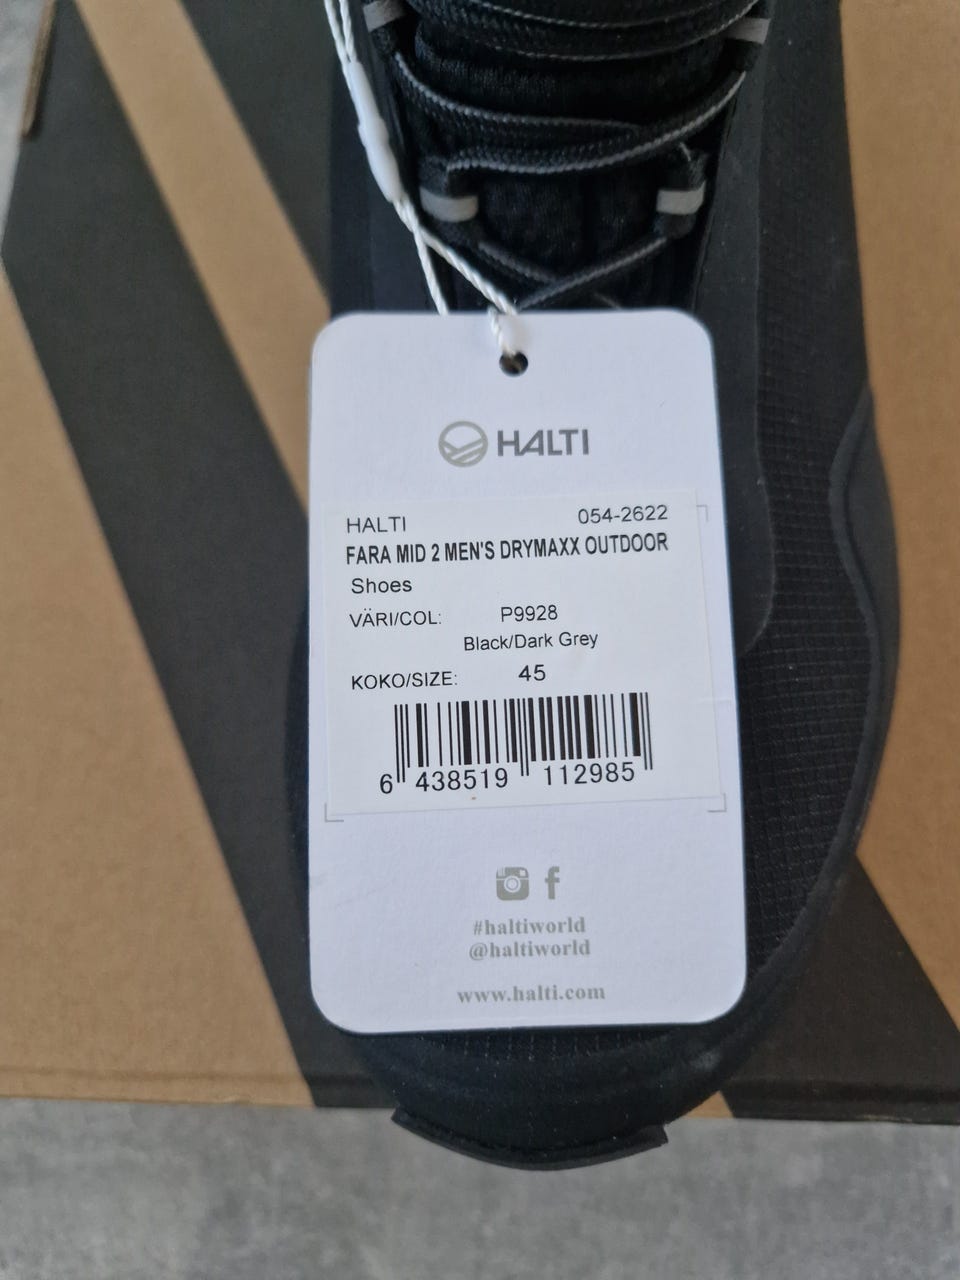 HALTI
HALTI 054-2622
FARA MID 2 MEN'S DRYMAXX OUTDOOR
Shoes
VÄRI/COL: P9928
Black/Dark Grey
KOKO/SIZE: 45
6 438519 112985
#haltiworld
@haltiworld
www.halti.com